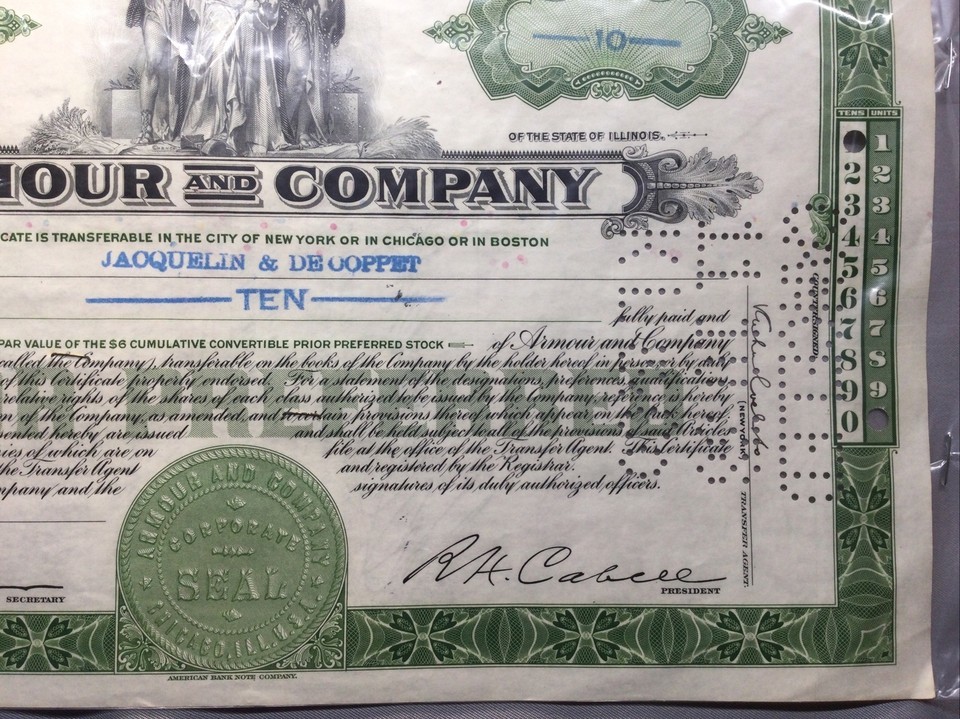 10
OF THE STATE OF ILLINOIS.
TENS UNITS
MOUR AND COMPANY
CATE IS TRANSFERABLE IN THE CITY OF NEW YORK OR IN CHICAGO OR IN BOSTON
JACQUELIN & DE COPPET
TEN
fully paid and
PAR VALUE OF THE $6 CUMULATIVE CONVERTIBLE PRIOR PREFERRED STOCK of Armour and Company
called the Company), transferable on the books of the Company by the holder hereof in person or by duly
of this Certificate properly endorsed. For a statement of the designations, preferences, qualifications,
relative rights of the shares of each class authorized to be issued by the Company reference is hereby
of the Company, as amended, and provisions thereof which appear on the back hereof,
sented hereby are issued and shall be held subject to all of the provisions of said Articles
ies of which are on file at the office of the Transfer Agent. This Certificate
the Transfer Agent and registered by the Registrar.
mpany and the signatures of its duly authorized officers.
1
2 2
3 3
4 4
5 5
6 6
7 7
8 8
9 9
0
COUNTERSIGNED
(NEW YORK)
TRANSFER AGENT.
ARMOUR AND COMPANY
CORPORATE
SEAL
CHICAGO, ILL. U.S.A.
R H. Cabell
SECRETARY
PRESIDENT
AMERICAN BANK NOTE COMPANY.